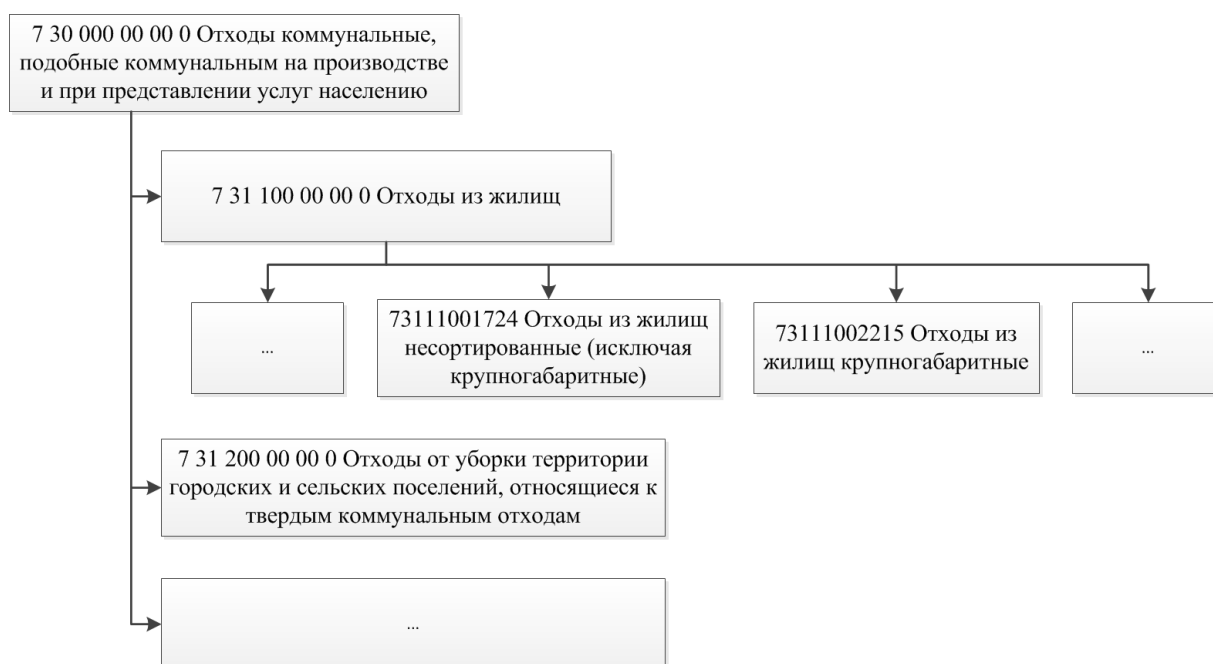 7 30 000 00 00 0 Отходы коммунальные,
подобные коммунальным на производстве
и при представлении услуг населению
7 31 100 00 00 0 Отходы из жилищ
...
73111001724 Отходы из жилищ
несортированные (исключая
крупногабаритные)
73111002215 Отходы из
жилищ крупногабаритные
...
7 31 200 00 00 0 Отходы от уборки территории
городских и сельских поселений, относящиеся к
твердым коммунальным отходам
...